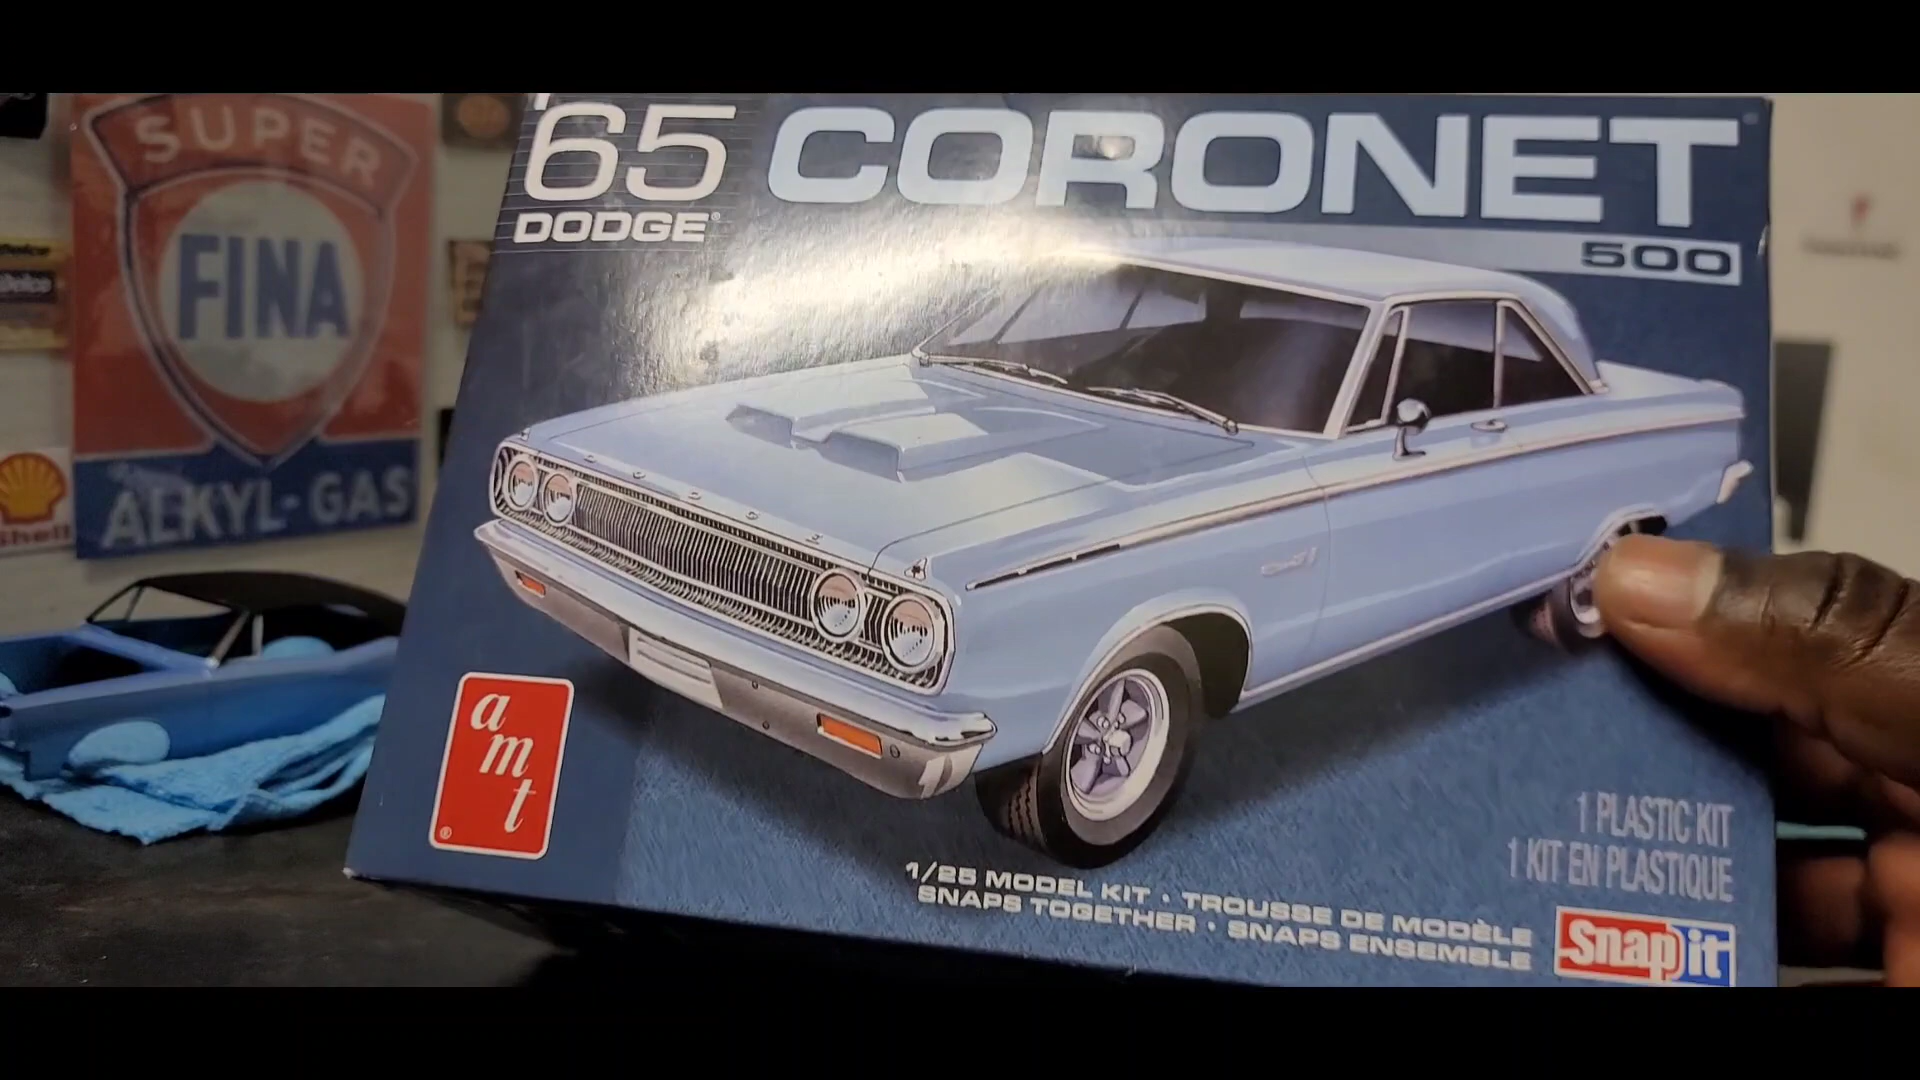 SUPER
FINA
ALKYL-GAS
Shell
'65
DODGE®
CORONET
500
DODGE
amt®
1 PLASTIC KIT
1 KIT EN PLASTIQUE
1/25 MODEL KIT • TROUSSE DE MODÈLE
SNAPS TOGETHER • SNAPS ENSEMBLE
Snap it